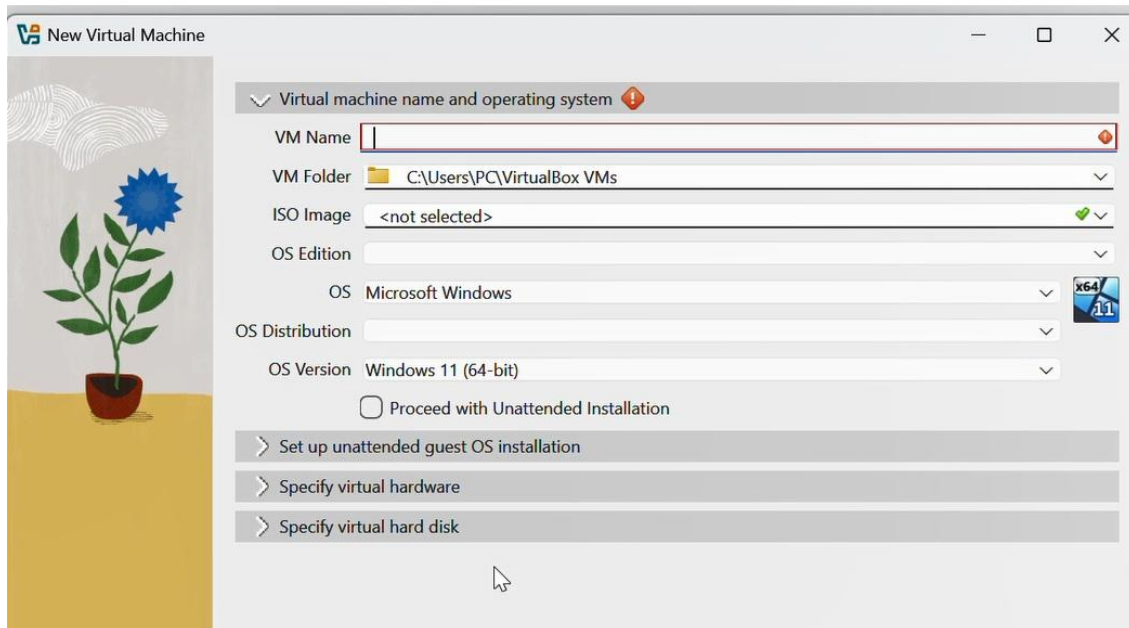 New Virtual Machine
Virtual machine name and operating system
VM Name
VM Folder C:\Users\PC\VirtualBox VMs
ISO Image <not selected>
OS Edition
OS Microsoft Windows
x64
11
OS Distribution
OS Version Windows 11 (64-bit)
Proceed with Unattended Installation
Set up unattended guest OS installation
Specify virtual hardware
Specify virtual hard disk